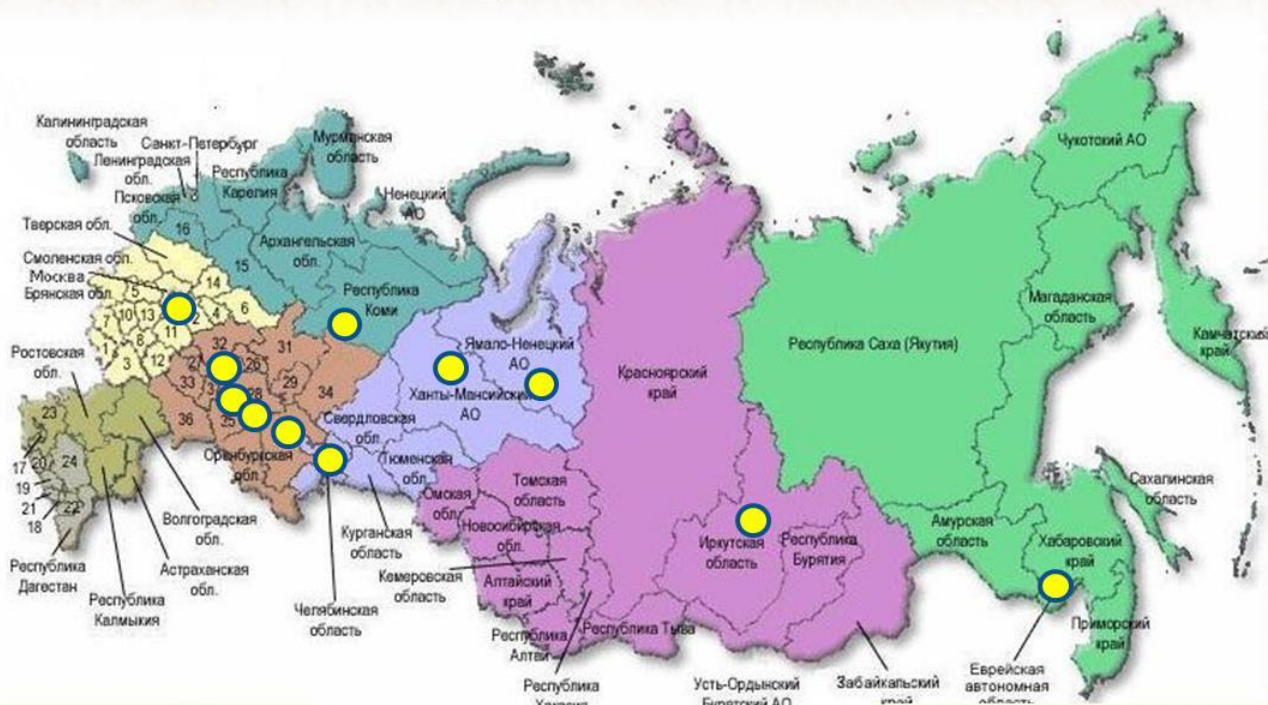 Калининградская
область
Санкт-Петербург
Ленинградская
обл.
Псковская
обл.
Республика
Карелия
Мурманская
область
Ненецкий
АО
Чукотский АО
Тверская обл.
16
Архангельская
обл.
Смоленская обл.
Москва
Брянская обл.
15
14
5
Республика
Коми
7
10
13
2
4
6
11
8
1
3
12
Ростовская
обл.
32
31
26
33
29
28
34
36
25
Ямало-Ненецкий
АО
Ханты-Мансийский
АО
Красноярский
край
Республика Саха (Якутия)
Магаданская
область
Камчатский
край
23
Свердловская
обл.
Оренбургская
обл.
Тюменская
обл.
17
20
24
19
21
22
18
Омская
обл.
Томская
область
Новосибирская
обл.
Сахалинская
область
Волгоградская
обл.
Курганская
область
Иркутская
область
Республика
Бурятия
Амурская
область
Хабаровский
край
Республика
Дагестан
Астраханская
обл.
Кемеровская
область
Алтайский
край
Республика
Калмыкия
Челябинская
область
Республика
Алтай
Республика Тыва
Приморский
край
Республика
Хакасия
Усть-Ордынский
Бурятский АО
Забайкальский
край
Еврейская
автономная
область